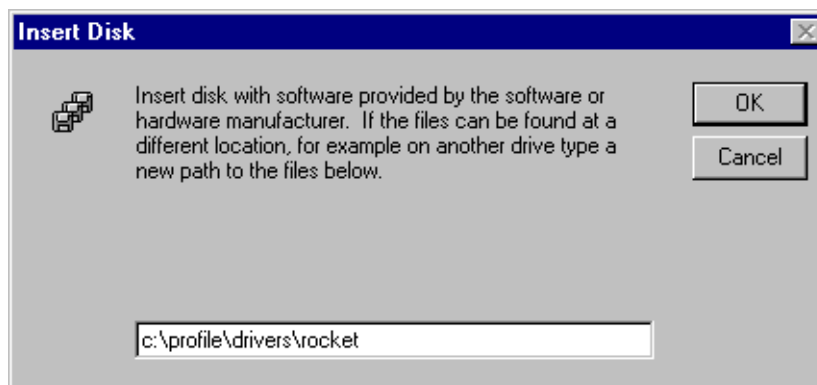 Insert Disk
Insert disk with software provided by the software or
hardware manufacturer.  If the files can be found at a
different location, for example on another drive type a
new path to the files below.
OK
Cancel
c:\profile\drivers\rocket